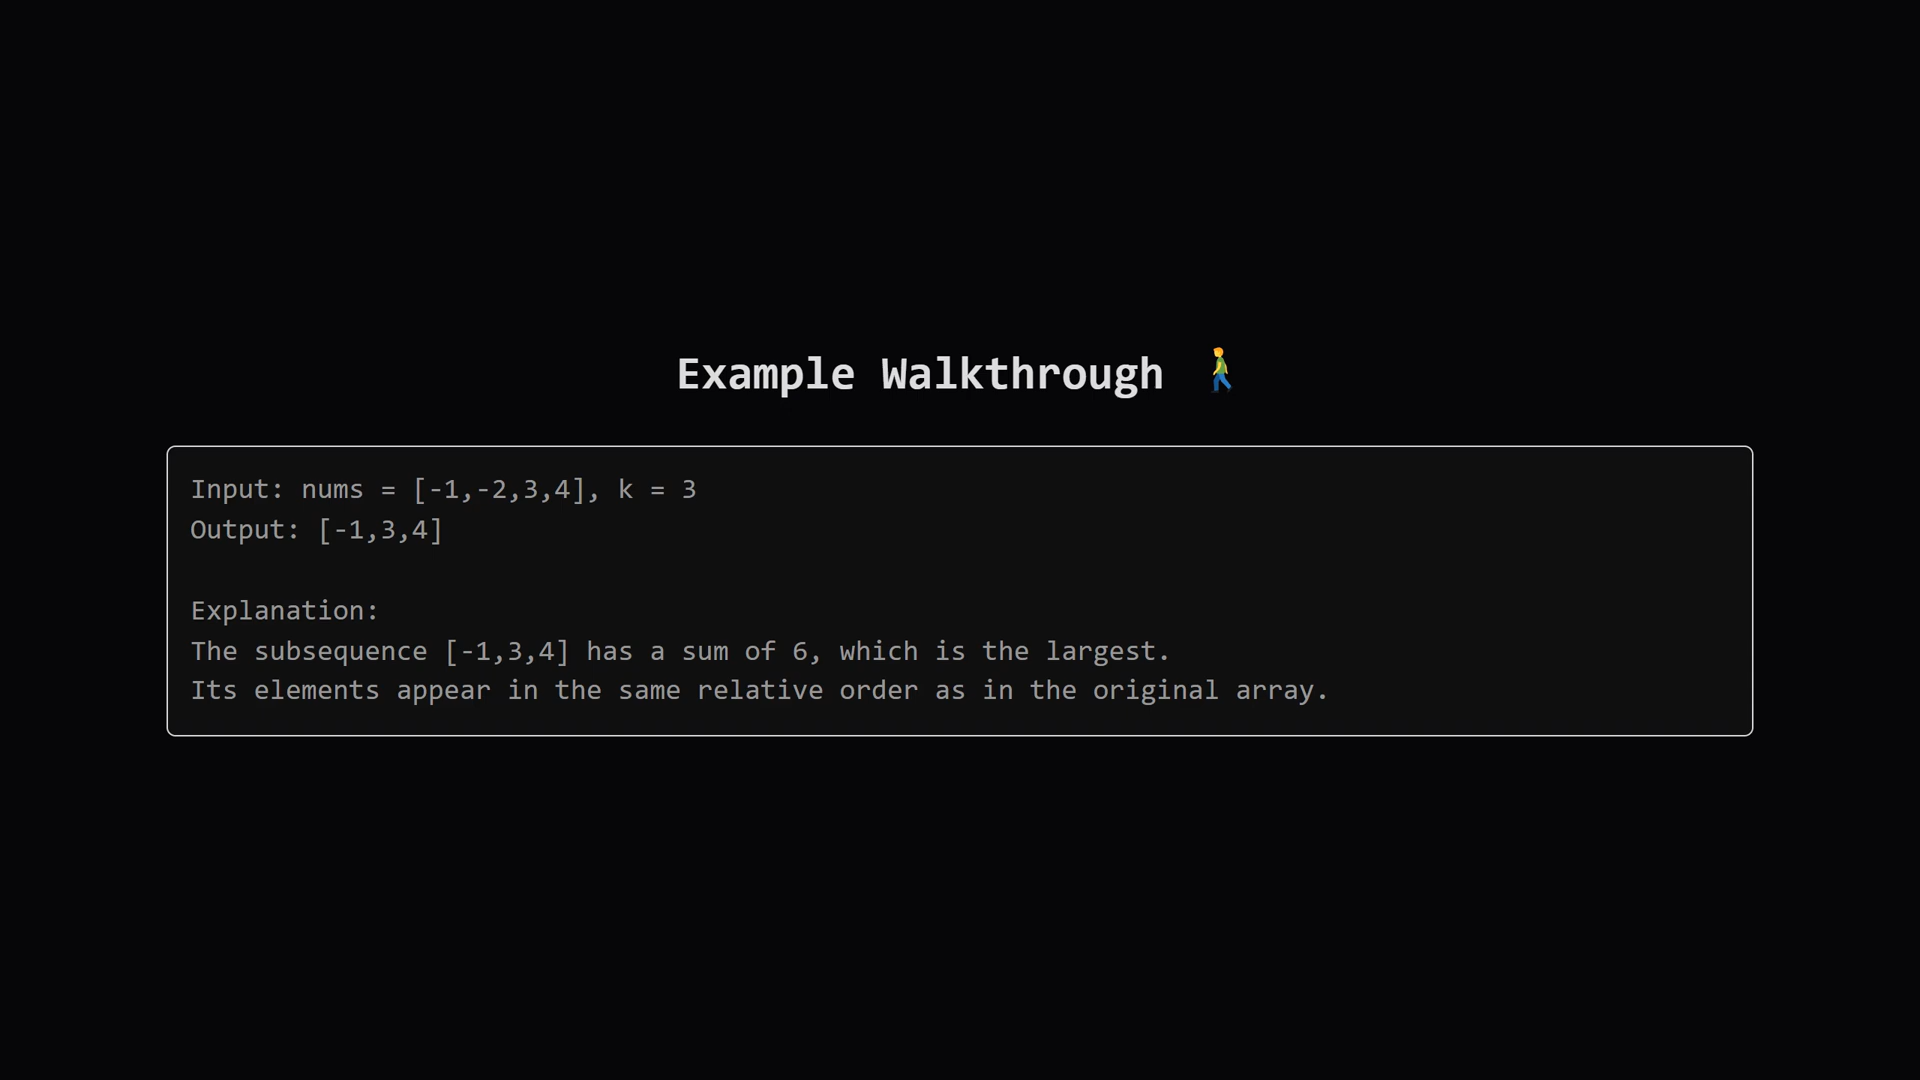 Example Walkthrough 🚶
Input: nums = [-1,-2,3,4], k = 3
Output: [-1,3,4]
Explanation:
The subsequence [-1,3,4] has a sum of 6, which is the largest.
Its elements appear in the same relative order as in the original array.